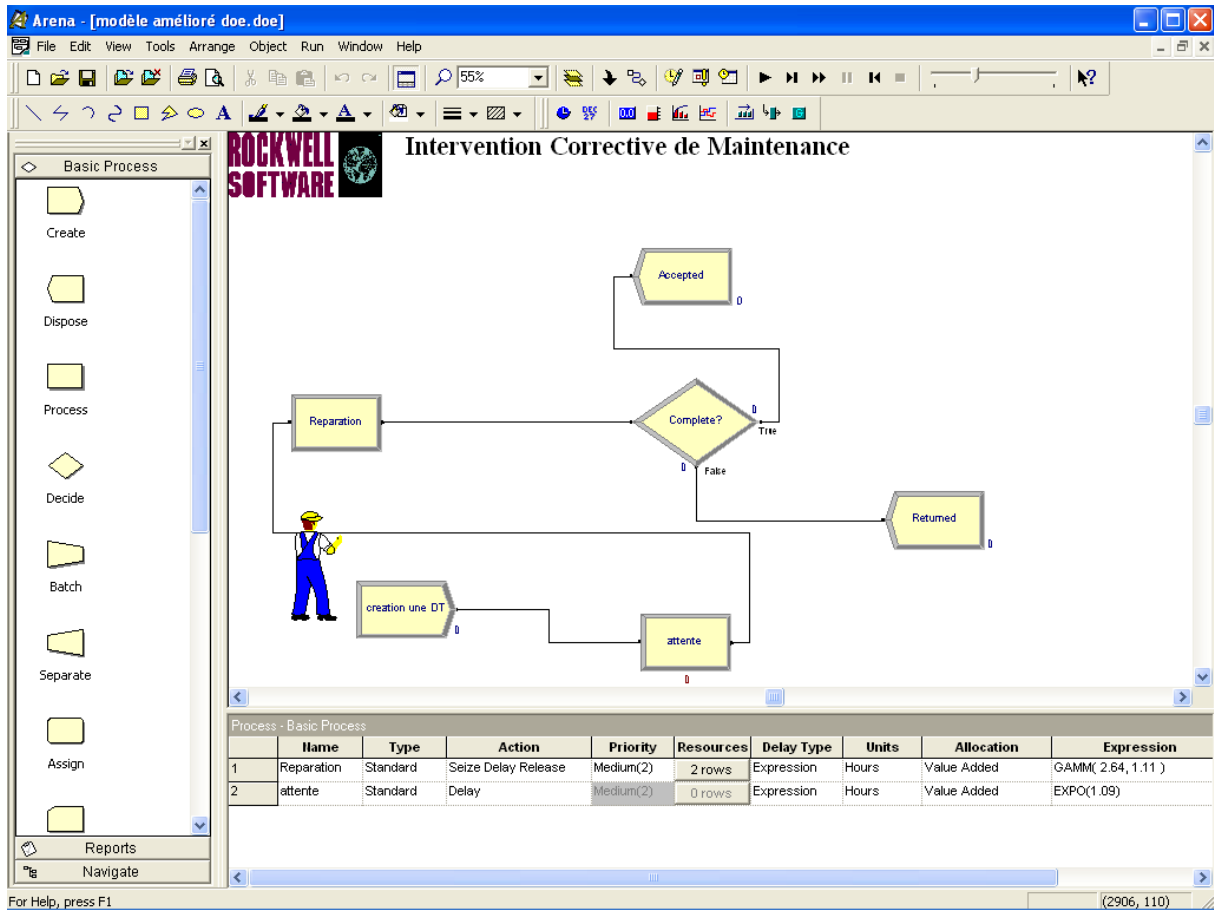 Arena - [modèle amélioré doe.doe]
File Edit View Tools Arrange Object Run Window Help
55%
Basic Process
Create
Dispose
Process
Decide
Batch
Separate
Assign
Reports
Navigate
ROCKWELL
SOFTWARE
Intervention Corrective de Maintenance
Accepted
0
Reparation
Complete?
0
True
0
False
Returned
0
creation une DT
0
attente
0
Process - Basic Process
Name Type Action Priority Resources Delay Type Units Allocation Expression
1 Reparation Standard Seize Delay Release Medium(2) 2 rows Expression Hours Value Added GAMM( 2.64, 1.11 )
2 attente Standard Delay Medium(2) 0 rows Expression Hours Value Added EXPO(1.09)
For Help, press F1
(2906, 110)